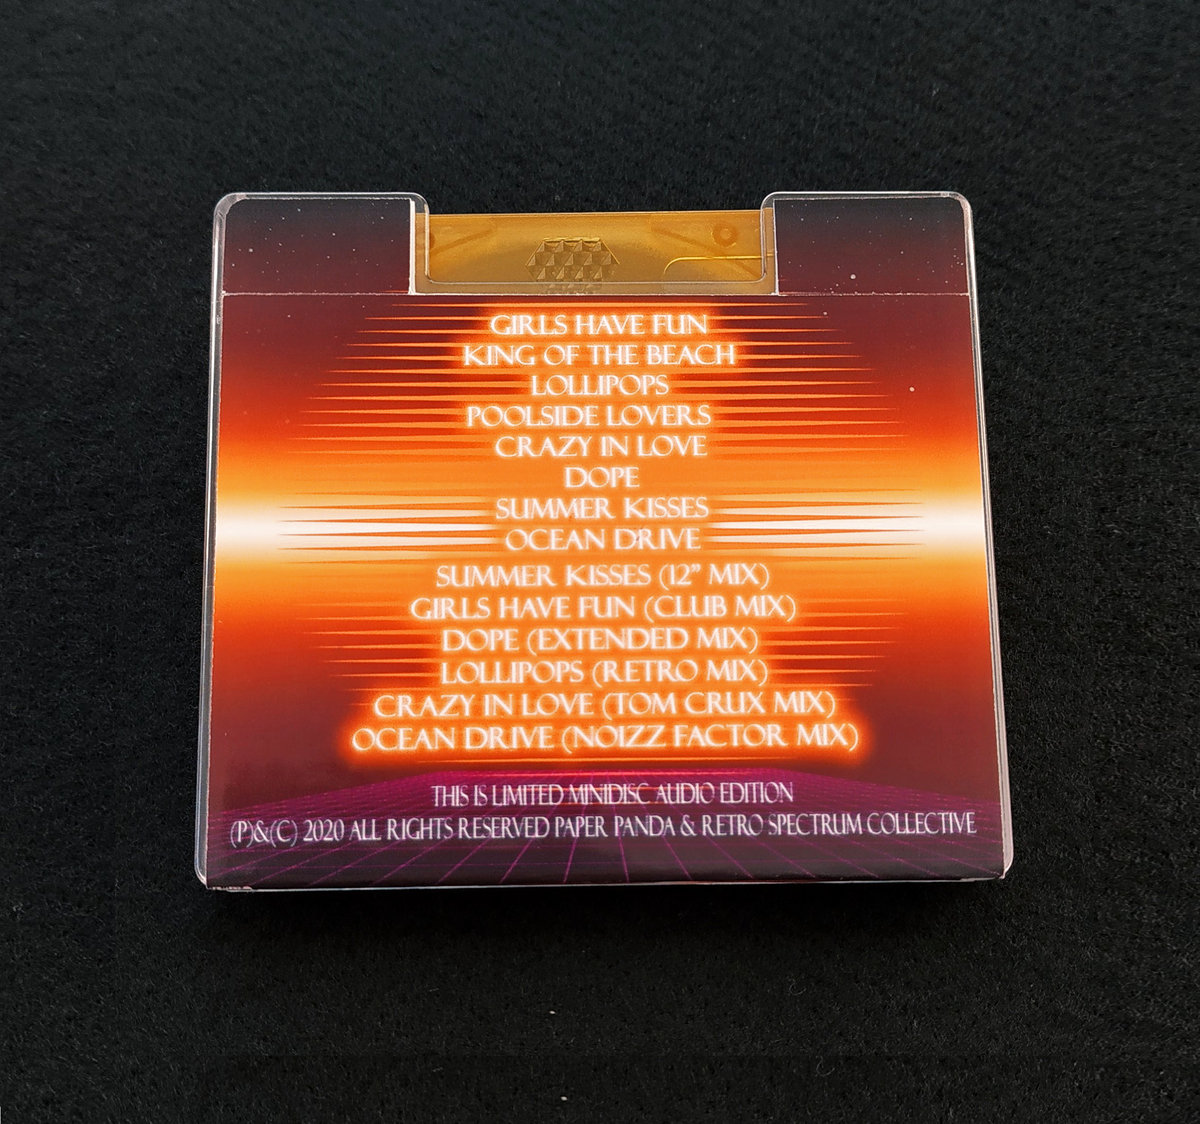 GIRLS HAVE FUN
KING OF THE BEACH
LOLLIPOPS
POOLSIDE LOVERS
CRAZY IN LOVE
DOPE
SUMMER KISSES
OCEAN DRIVE
SUMMER KISSES (12” MIX)
GIRLS HAVE FUN (CLUB MIX)
DOPE (EXTENDED MIX)
LOLLIPOPS (RETRO MIX)
CRAZY IN LOVE (TOM CRUX MIX)
OCEAN DRIVE (NOIZZ FACTOR MIX)
THIS IS LIMITED MINIDISC AUDIO EDITION
(P)&(C) 2020 ALL RIGHTS RESERVED PAPER PANDA & RETRO SPECTRUM COLLECTIVE